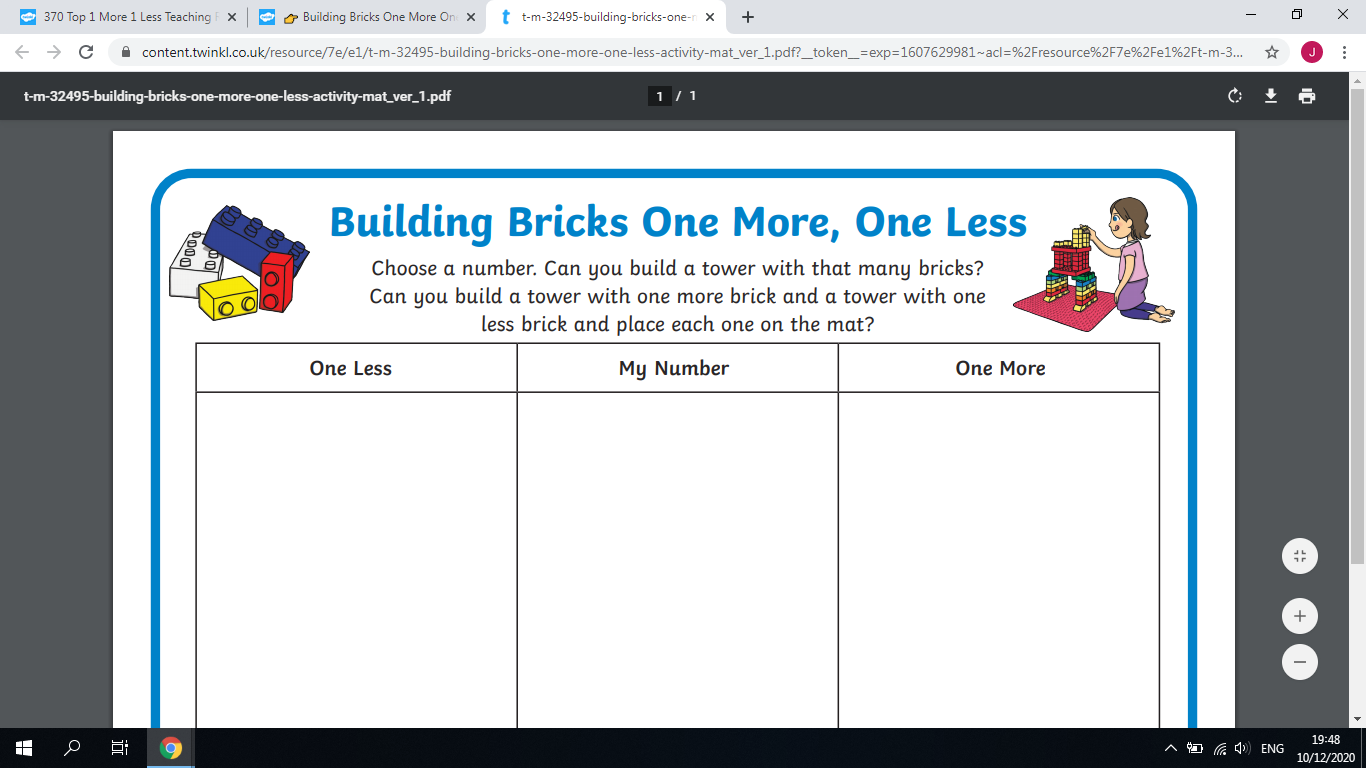 370 Top 1 More 1 Less Teaching
Building Bricks One More On
t-m-32495-building-bricks-one-
content.twinkl.co.uk/resource/7e/e1/t-m-32495-building-bricks-one-more-one-less-activity-mat_ver_1.pdf?__token__=exp=1607629981~acl=%2Fresource%2F7e%2Fe1%2Ft-m-3...
J
t-m-32495-building-bricks-one-more-one-less-activity-mat_ver_1.pdf
1 / 1
Building Bricks One More, One Less
Choose a number. Can you build a tower with that many bricks?
Can you build a tower with one more brick and a tower with one
less brick and place each one on the mat?
One Less
My Number
One More
ENG
19:48
10/12/2020